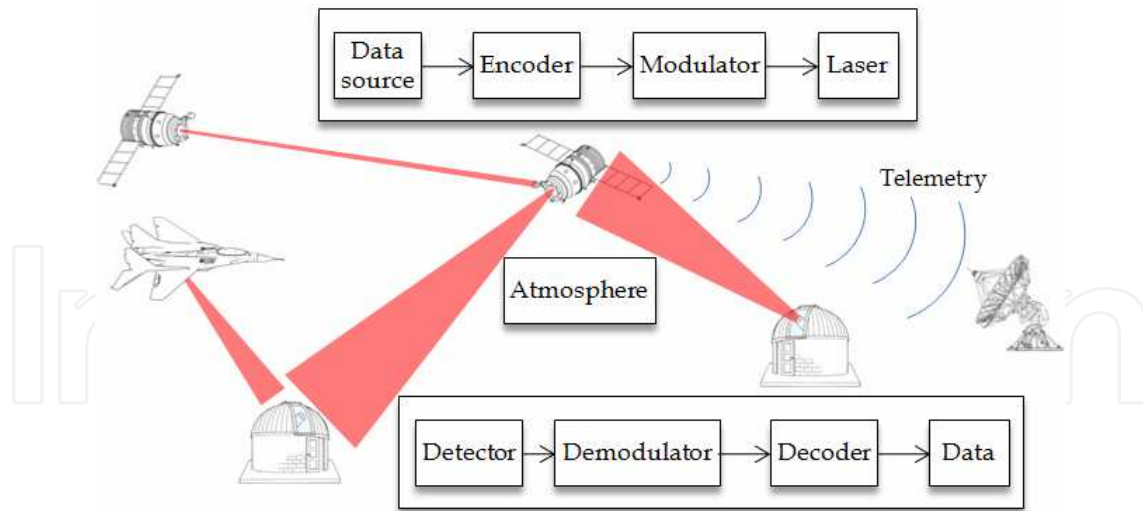 Data source
Encoder
Modulator
Laser
Telemetry
Atmosphere
Detector
Demodulator
Decoder
Data